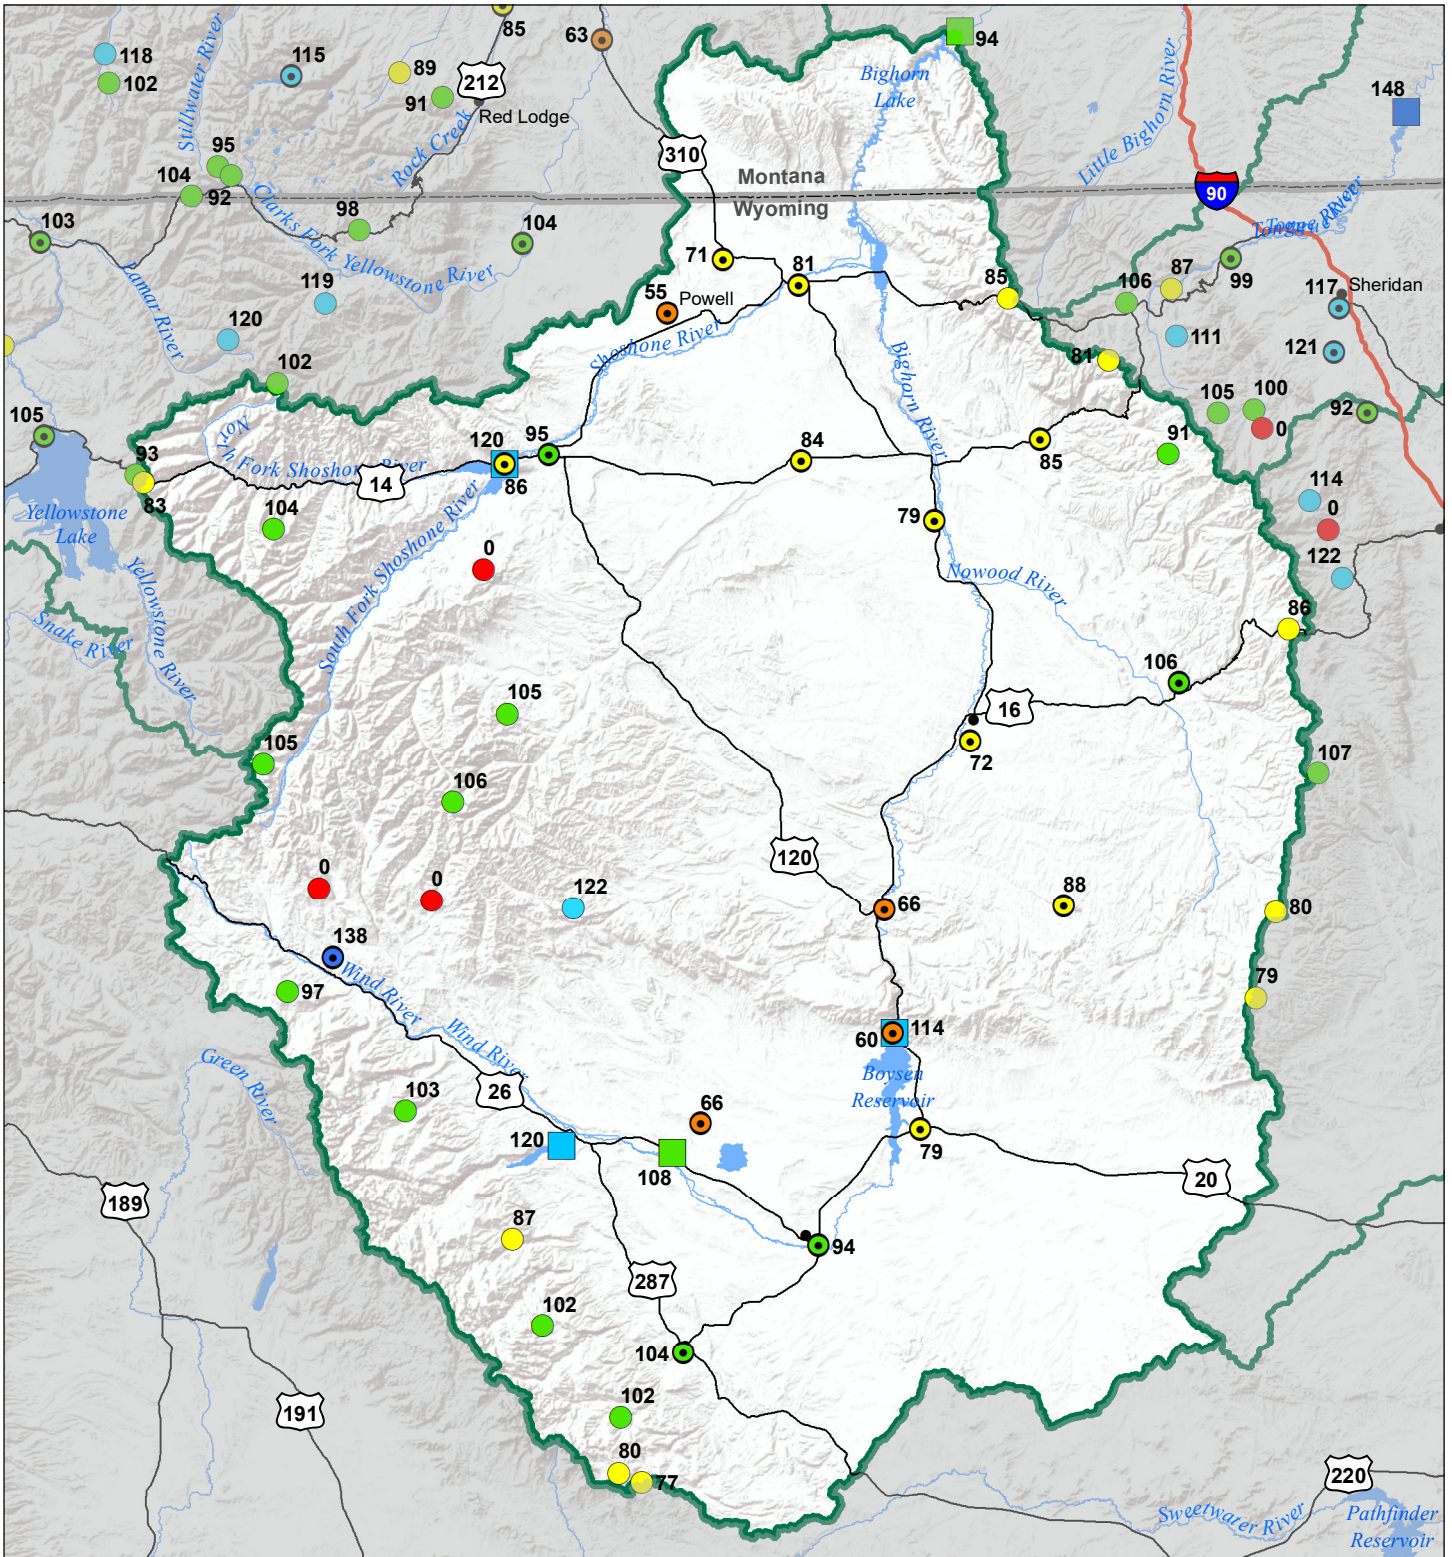 85
63
94
118
102
115
89
91
212
Red Lodge
Stillwater River
Rock Creek
Bighorn
Lake
Little Bighorn River
148
310
Montana
Wyoming
90
95
104
92
Clarks Fork Yellowstone River
98
104
103
Lamar River
119
120
102
71
81
55
Powell
Shoshone River
Bighorn River
85
Tongue River
Tongue River
99
87
106
117
Sheridan
111
121
81
105
100
0
92
91
105
93
83
North Fork Shoshone River
14
120
86
95
84
85
79
Yellowstone
Lake
104
0
South Fork Shoshone River
Yellowstone River
Snake River
Nowood River
114
0
122
86
106
16
72
105
105
106
107
120
0
0
122
66
88
80
138
97
Wind River
Wind River
79
60
114
Boysen
Reservoir
Green River
103
26
66
120
108
79
20
189
87
94
287
102
104
191
102
80
77
220
Sweetwater River
Pathfinder
Reservoir